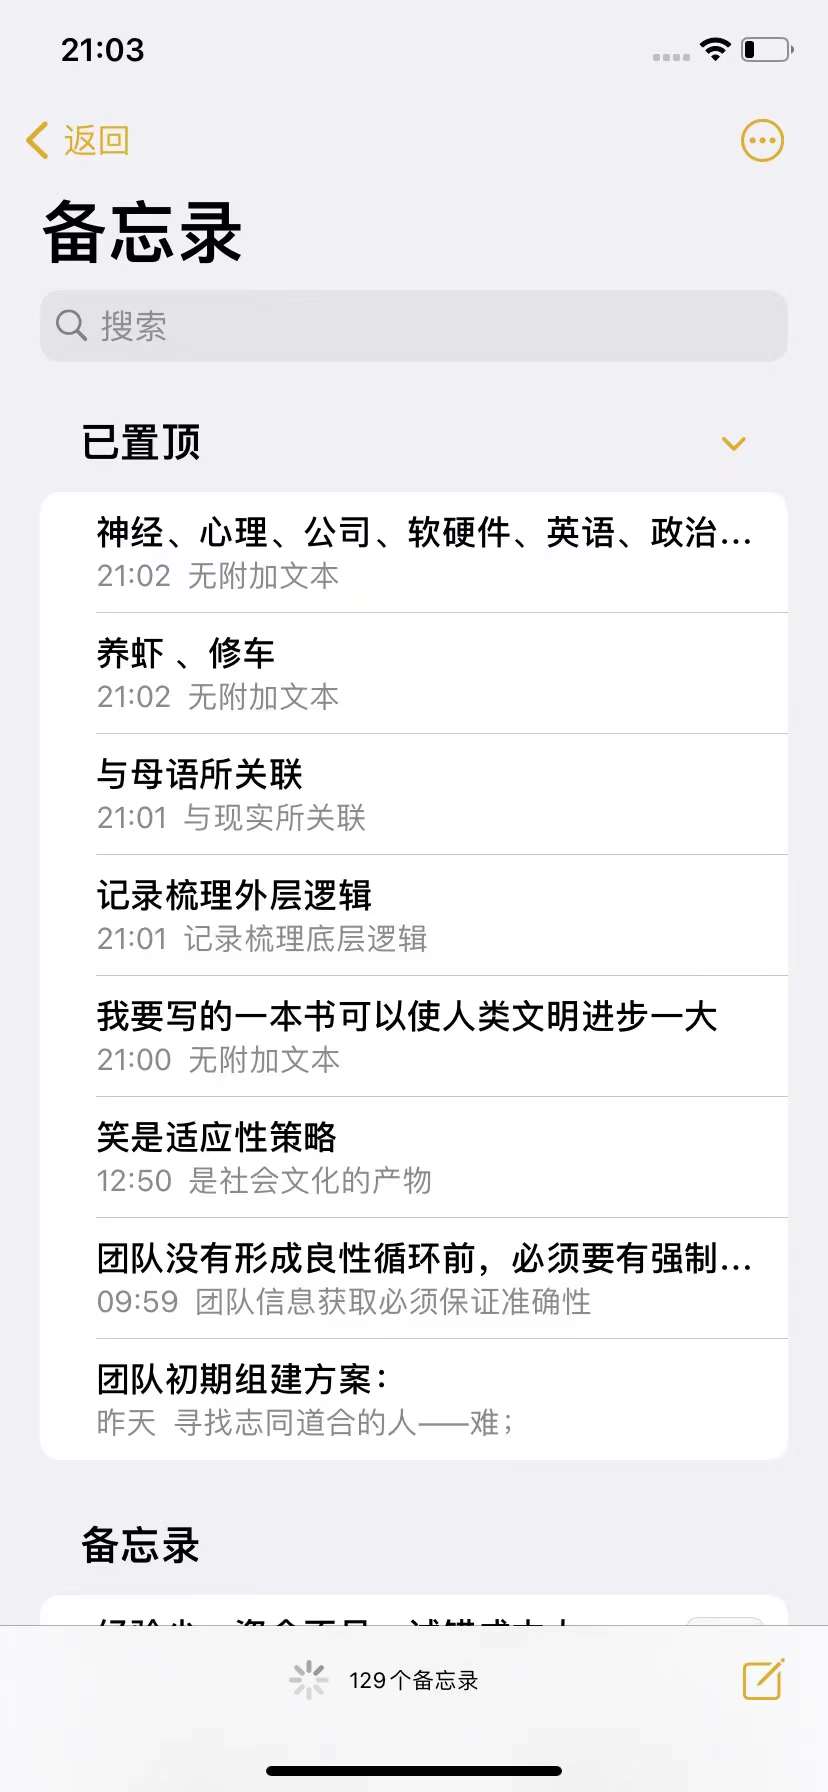 21:03
返回
备忘录
搜索
已置顶
神经、心理、公司、软硬件、英语、政治...
21:02 无附加文本
养虾 、修车
21:02 无附加文本
与母语所关联
21:01 与现实所关联
记录梳理外层逻辑
21:01 记录梳理底层逻辑
我要写的一本书可以使人类文明进步一大
21:00 无附加文本
笑是适应性策略
12:50 是社会文化的产物
团队没有形成良性循环前，必须要有强制...
09:59 团队信息获取必须保证准确性
团队初期组建方案：
昨天 寻找志同道合的人——难；
备忘录
129个备忘录